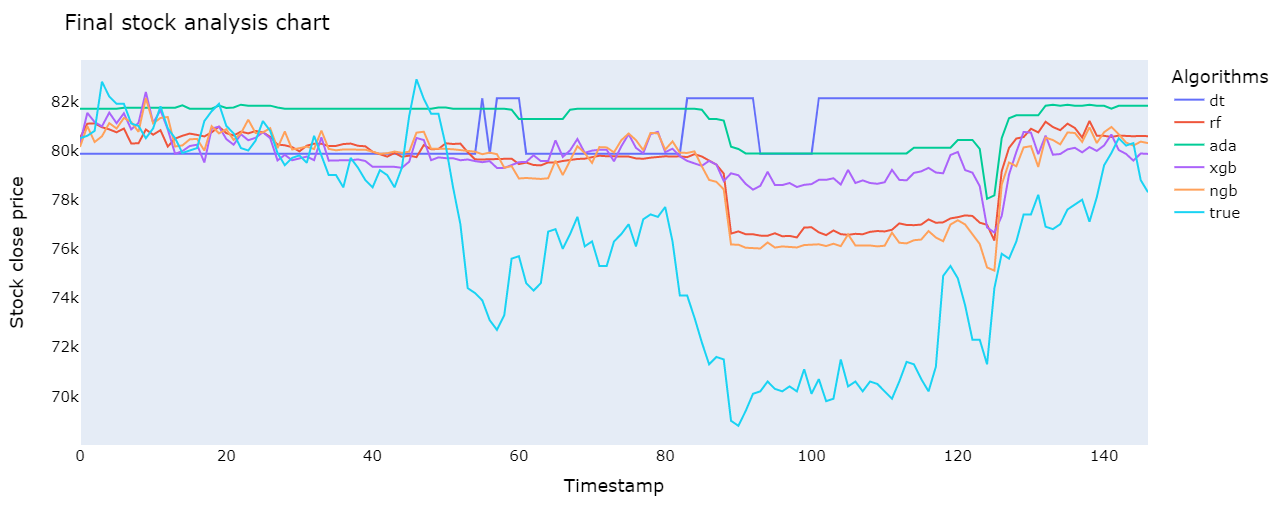 Final stock analysis chart
Algorithms
dt
rf
ada
xgb
ngb
true
Stock close price
82k
80k
78k
76k
74k
72k
70k
0 20 40 60 80 100 120 140
Timestamp